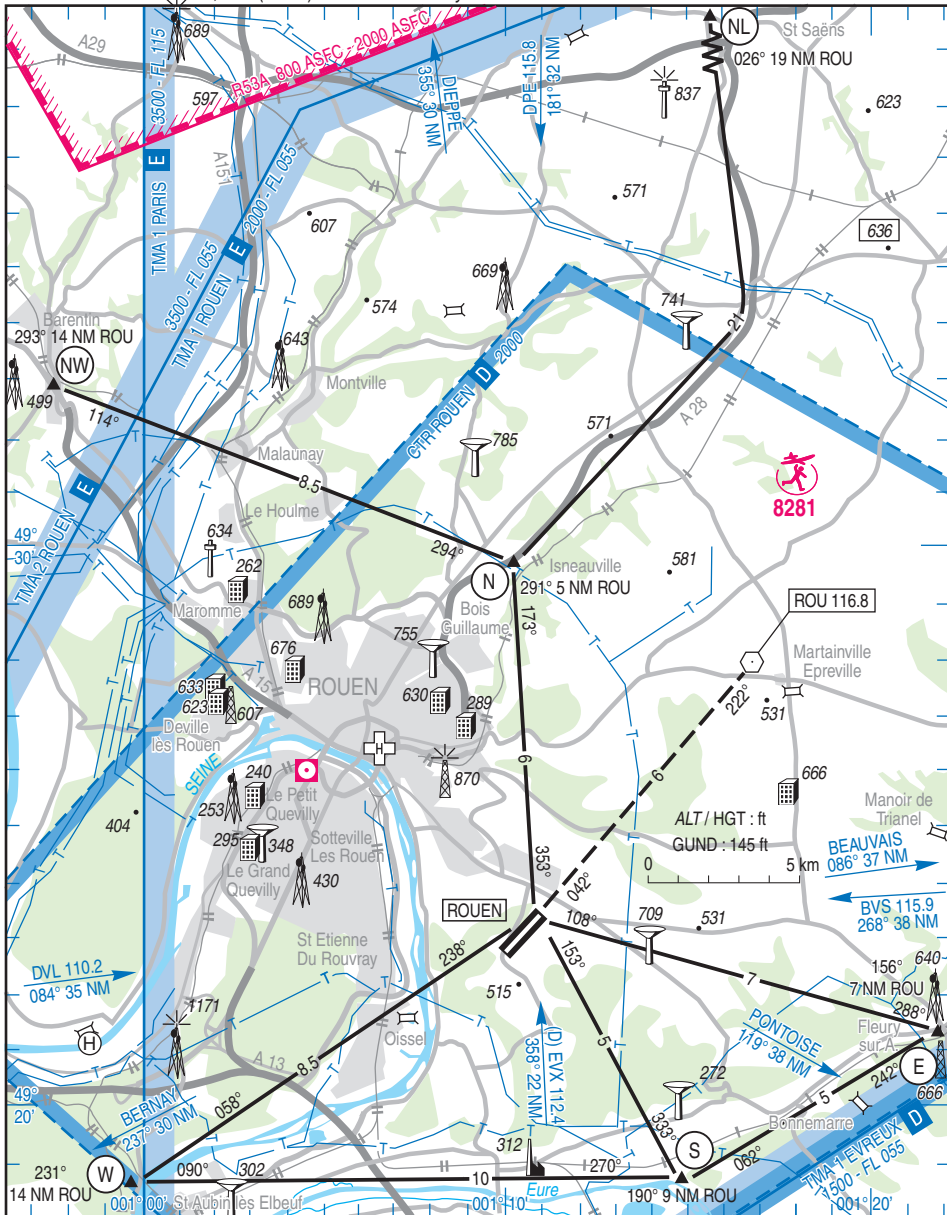 689
A29
597
R53A 800 ASFC - 2000 ASFC
TMA 1 PARIS E 3500 - FL 115
A151
3500 - FL 055
TMA 1 ROUEN E 2000 - FL 055
607
574
643
DIEPPE
355° 30 NM
DPE 115.8
181° 32 NM
NL
St Saëns
026° 19 NM ROU
837
623
571
636
669
741
21
Barentin
293° 14 NM ROU
NW
499
114°
Montville
CTR ROUEN D 2000
785
571
A 28
8281
Malaunay
8.5
Le Houlme
294°
E
TMA 2 ROUEN
49°
30'
634
262
Maromme
689
N
Isneauville
291° 5 NM ROU
581
Bois
Guillaume
173°
ROU 116.8
755
676
A 15
ROUEN
633
623
607
630
289
Deville
lès Rouen
Martainville
Epreville
222°
531
SEINE
H
870
6
6
666
240
253
Le Petit
Quevilly
404
295
348
Sotteville
Les Rouen
Le Grand
Quevilly
430
ALT / HGT : ft
GUND : 145 ft
0
5 km
Manoir de
Trianel
BEAUVAIS
086° 37 NM
BVS 115.9
268° 38 NM
353°
042°
ROUEN
108°
709
531
St Etienne
Du Rouvray
238°
153°
7
640
156°
7 NM ROU
288°
DVL 110.2
084° 35 NM
515
1171
H
Oissel
(D) EVX 112.4
358° 22 NM
5
PONTOISE
119° 38 NM
Fleury
sur A.
E
A 13
8.5
272
242°
666
5
49°
20'
BERNAY
237° 30 NM
058°
333°
S
Bonnemarre
062°
D
TMA 1 EVREUX
1500 - FL 055
231°
14 NM ROU
W
090°
302
312
270°
10
190° 9 NM ROU
Eure
St Aubin lès Elbeuf
001° 00'
001° 10'
001° 20'